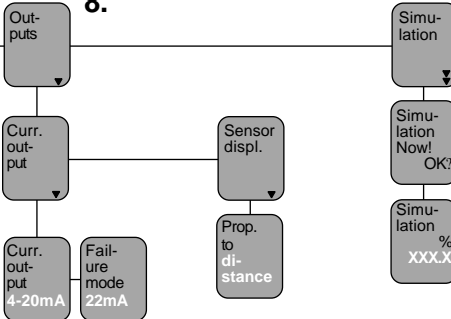 8.
Out-
puts
Simu-
lation
Curr.
out-
put
Sensor
displ.
Simu-
lation
Now!
OK?
Prop.
to
di-
stance
Simu-
lation
%
XXX.X
Curr.
out-
put
4-20mA
Fail-
ure
mode
22mA